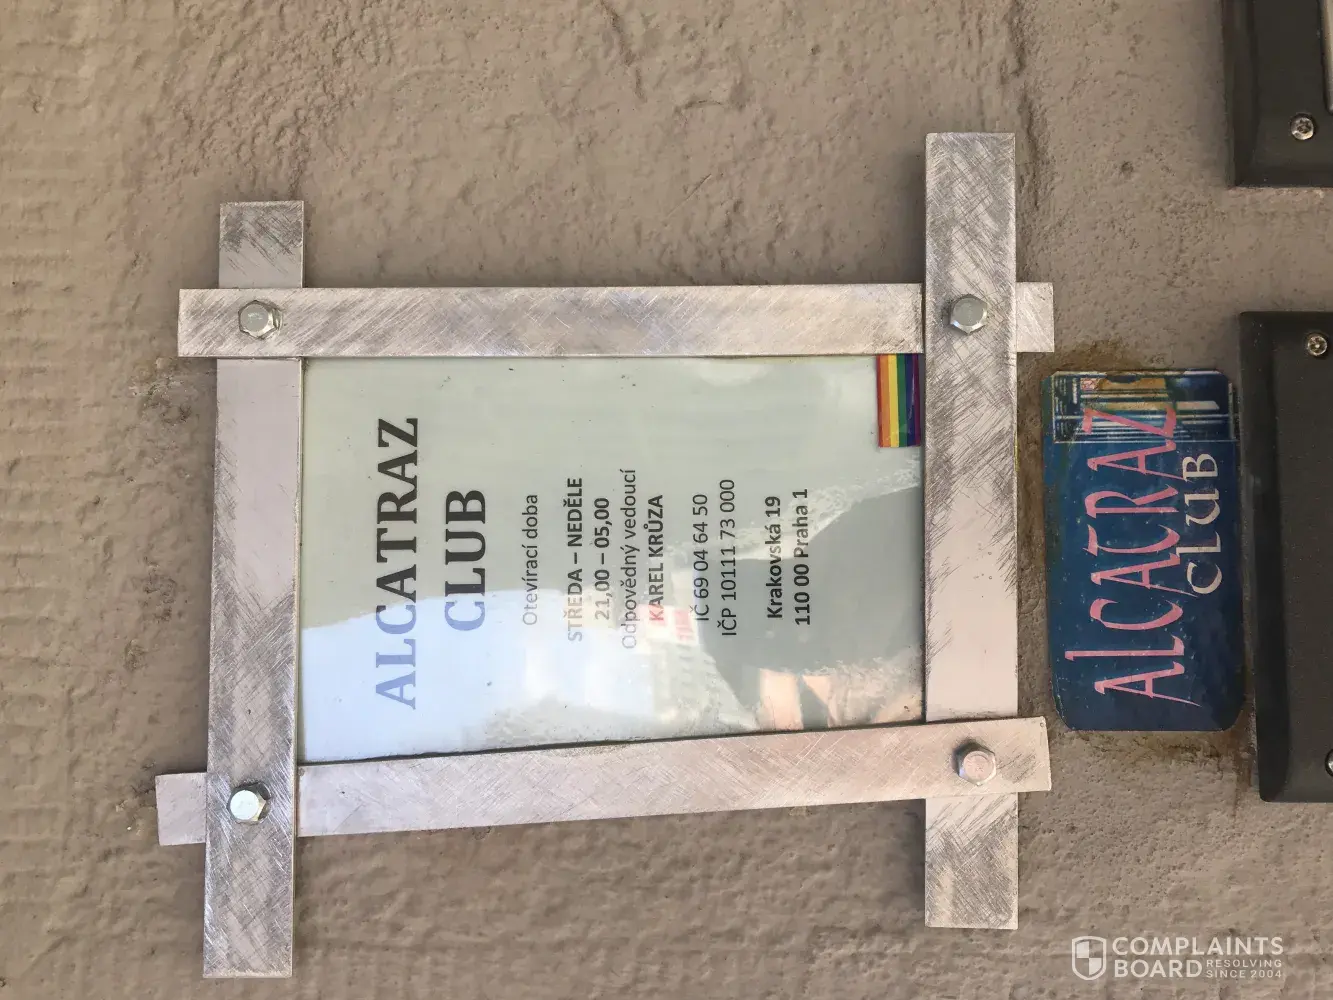 ALCATRAZ
CLUB
Otevírací doba
STŘEDA – NEDĚLE
21,00 – 05,00
Odpovědný vedoucí
KAREL KRŮZA
IČ 69 04 64 50
IČP 10111 73 000
Krakovská 19
110 00 Praha 1
ALCATRAZ
CLUB
COMPLAINTS
BOARD RESOLVING
SINCE 2004